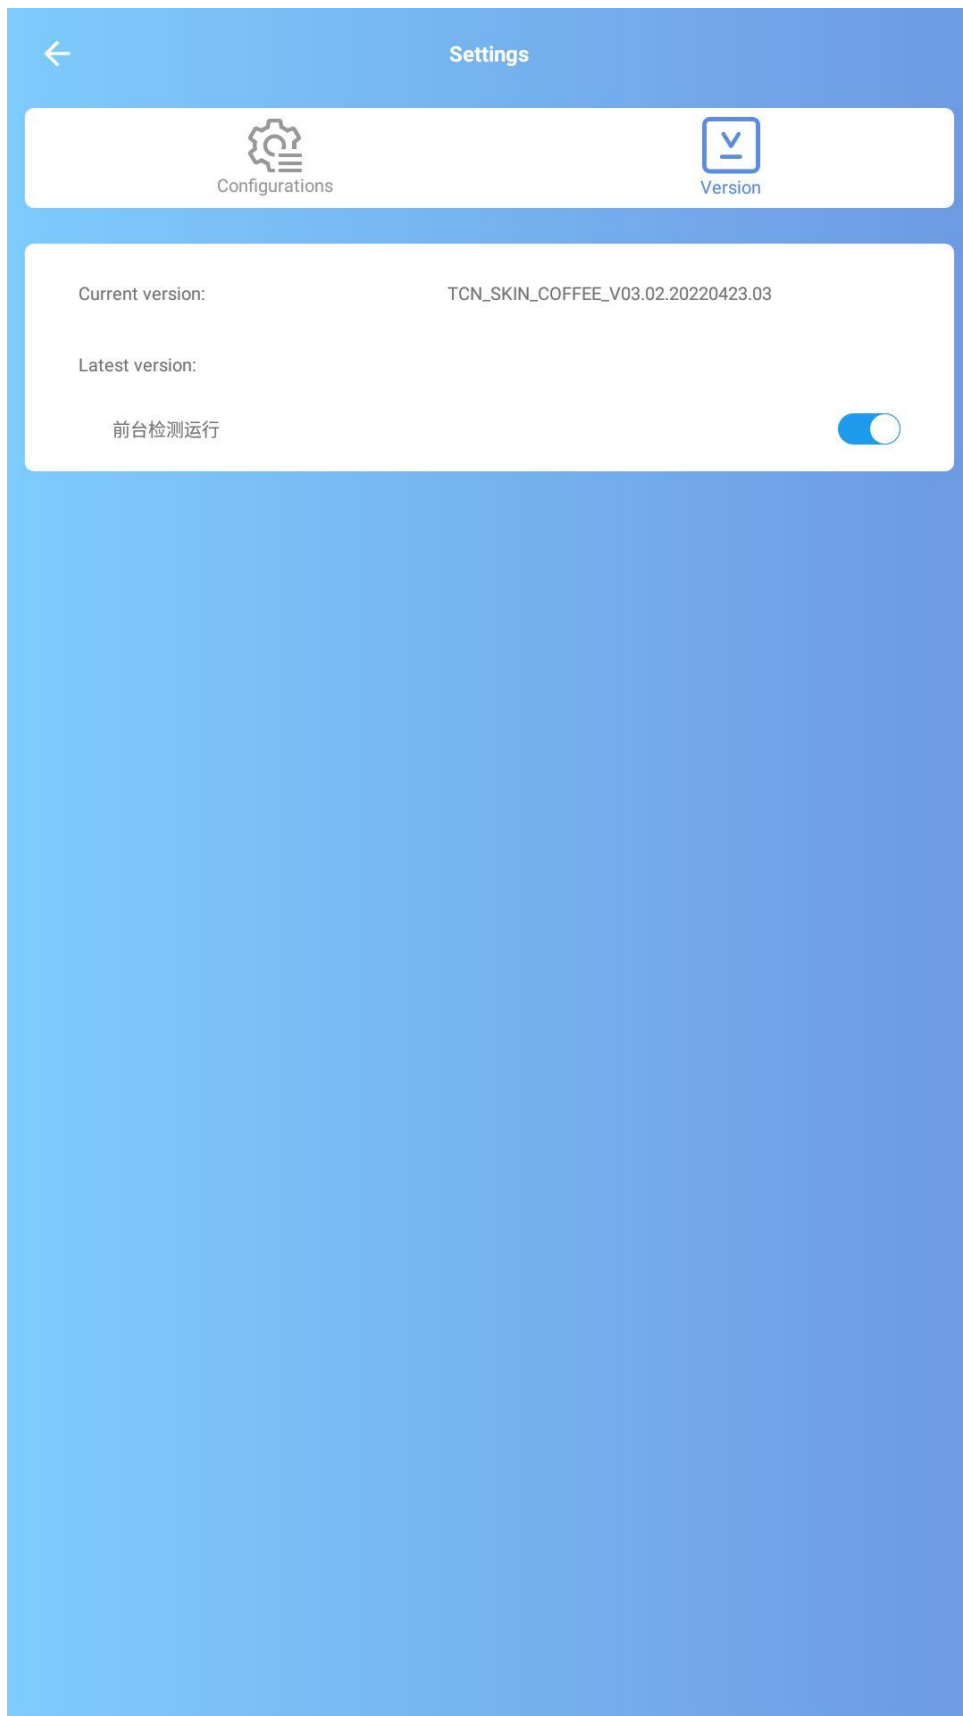 Settings
Configurations
Version
Current version: TCN_SKIN_COFFEE_V03.02.20220423.03
Latest version:
前台检测运行